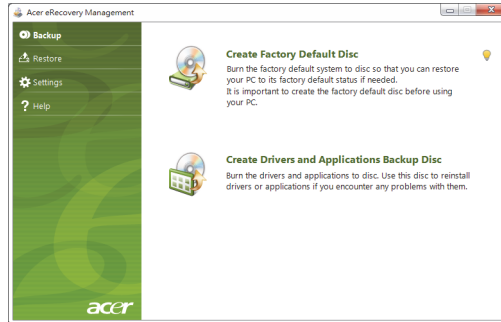 Acer eRecovery Management
Backup
Restore
Settings
Help
Create Factory Default Disc
Burn the factory default system to disc so that you can restore
your PC to its factory default status if needed.
It is important to create the factory default disc before using
your PC.
Create Drivers and Applications Backup Disc
Burn the drivers and applications to disc. Use this disc to reinstall
drivers or applications if you encounter any problems with them.
acer